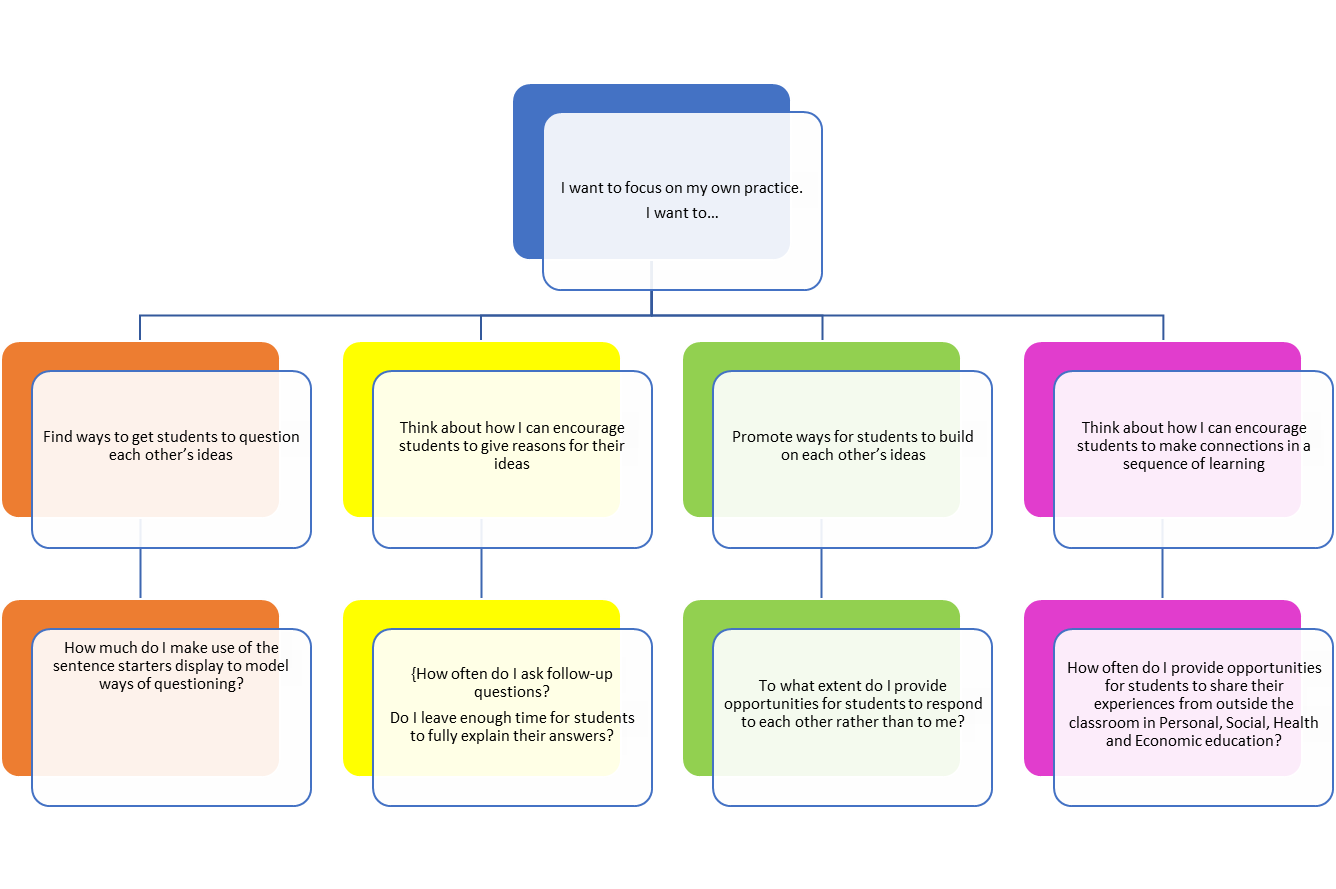 I want to focus on my own practice.
I want to…
Find ways to get students to question
each other’s ideas
Think about how I can encourage
students to give reasons for their
ideas
Promote ways for students to build
on each other’s ideas
Think about how I can encourage
students to make connections in a
sequence of learning
How much do I make use of the
sentence starters display to model
ways of questioning?
{How often do I ask follow-up
questions?
Do I leave enough time for students
to fully explain their answers?
To what extent do I provide
opportunities for students to respond
to each other rather than to me?
How often do I provide opportunities
for students to share their
experiences from outside the
classroom in Personal, Social, Health
and Economic education?